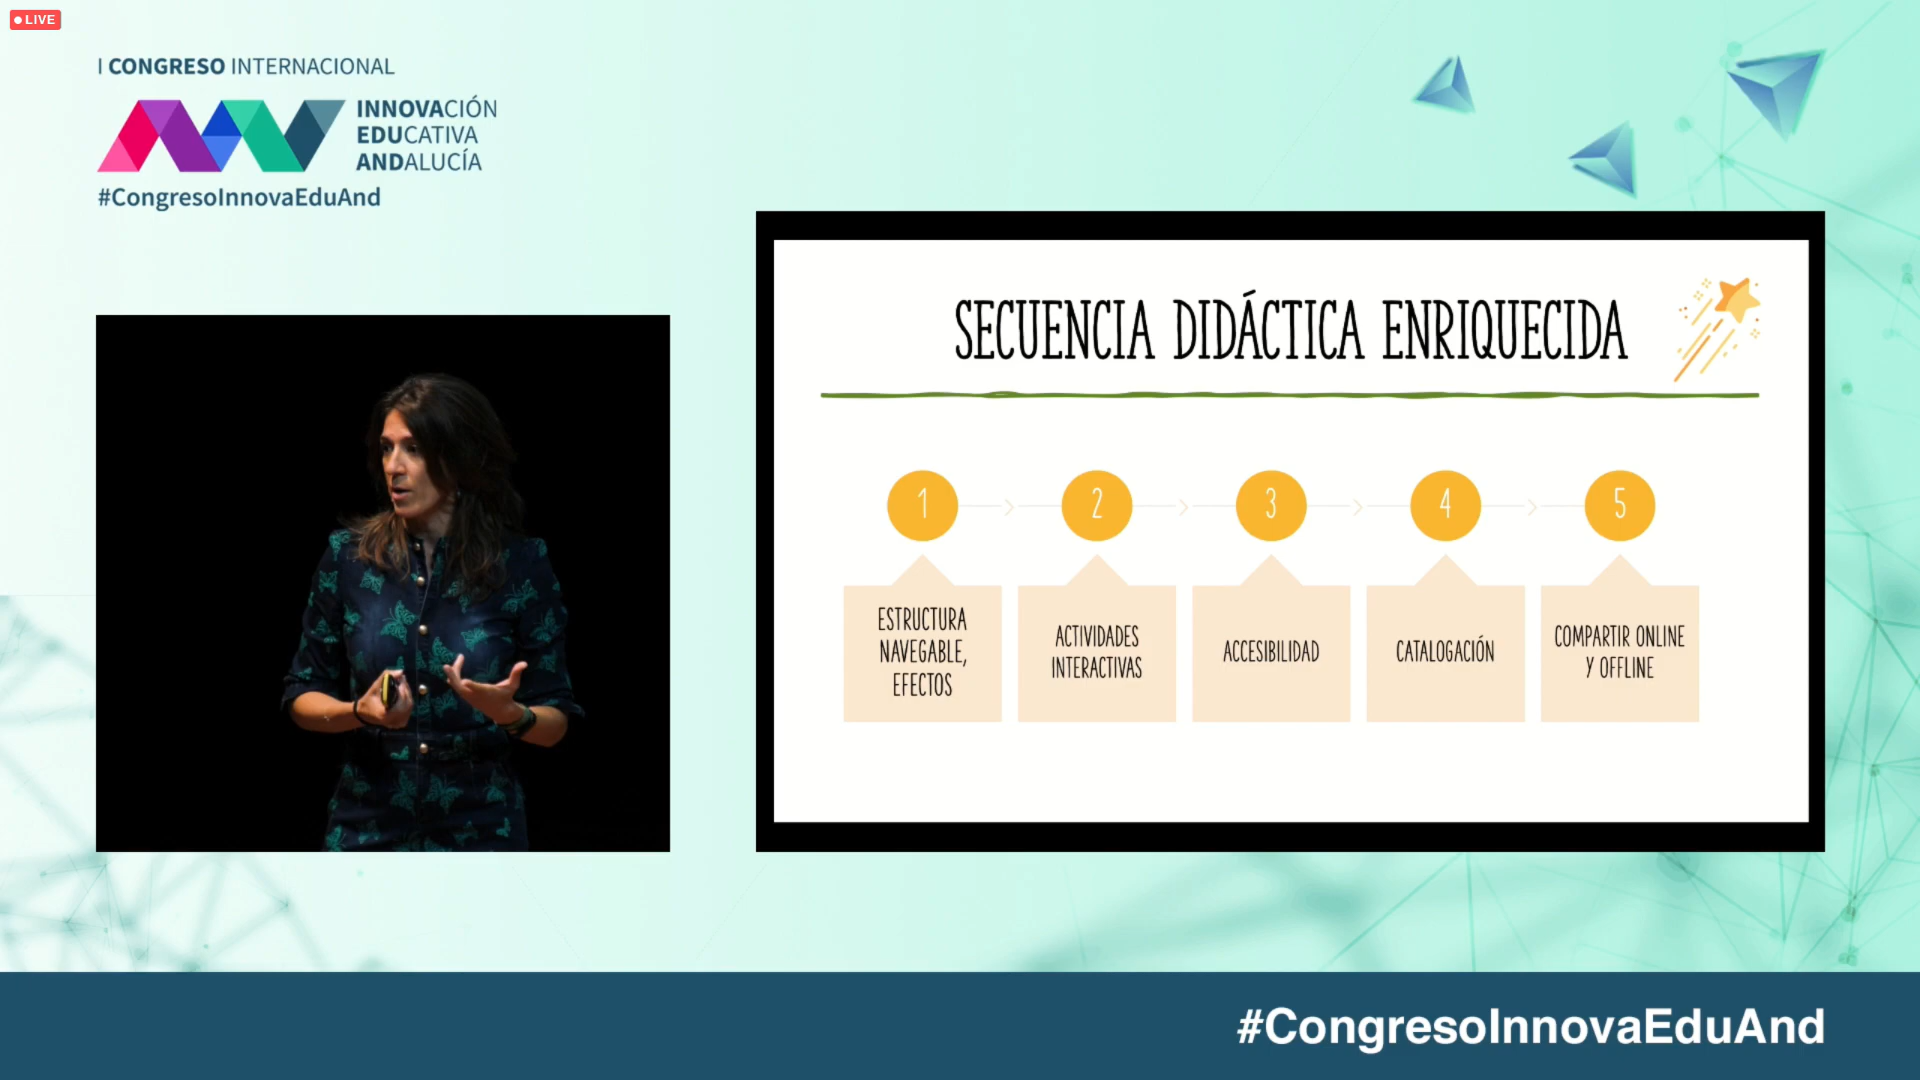 LIVE
I CONGRESO INTERNACIONAL
INNOVACIÓN
EDUCATIVA
ANDALUCÍA
#CongresoInnovaEduAnd
SECUENCIA DIDÁCTICA ENRIQUECIDA
1
2
3
4
5
ESTRUCTURA
NAVEGABLE,
EFECTOS
ACTIVIDADES
INTERACTIVAS
ACCESIBILIDAD
CATALOGACIÓN
COMPARTIR ONLINE
Y OFFLINE
#CongresoInnovaEduAnd